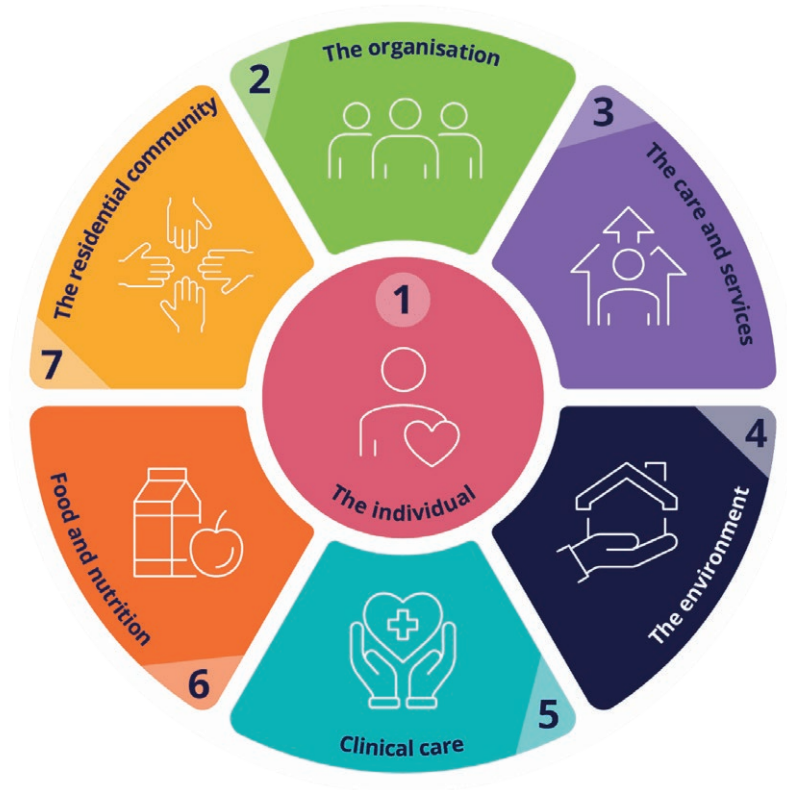 1
The individual
2
The organisation
3
The care and services
4
The environment
5
Clinical care
6
Food and nutrition
7
The residential community